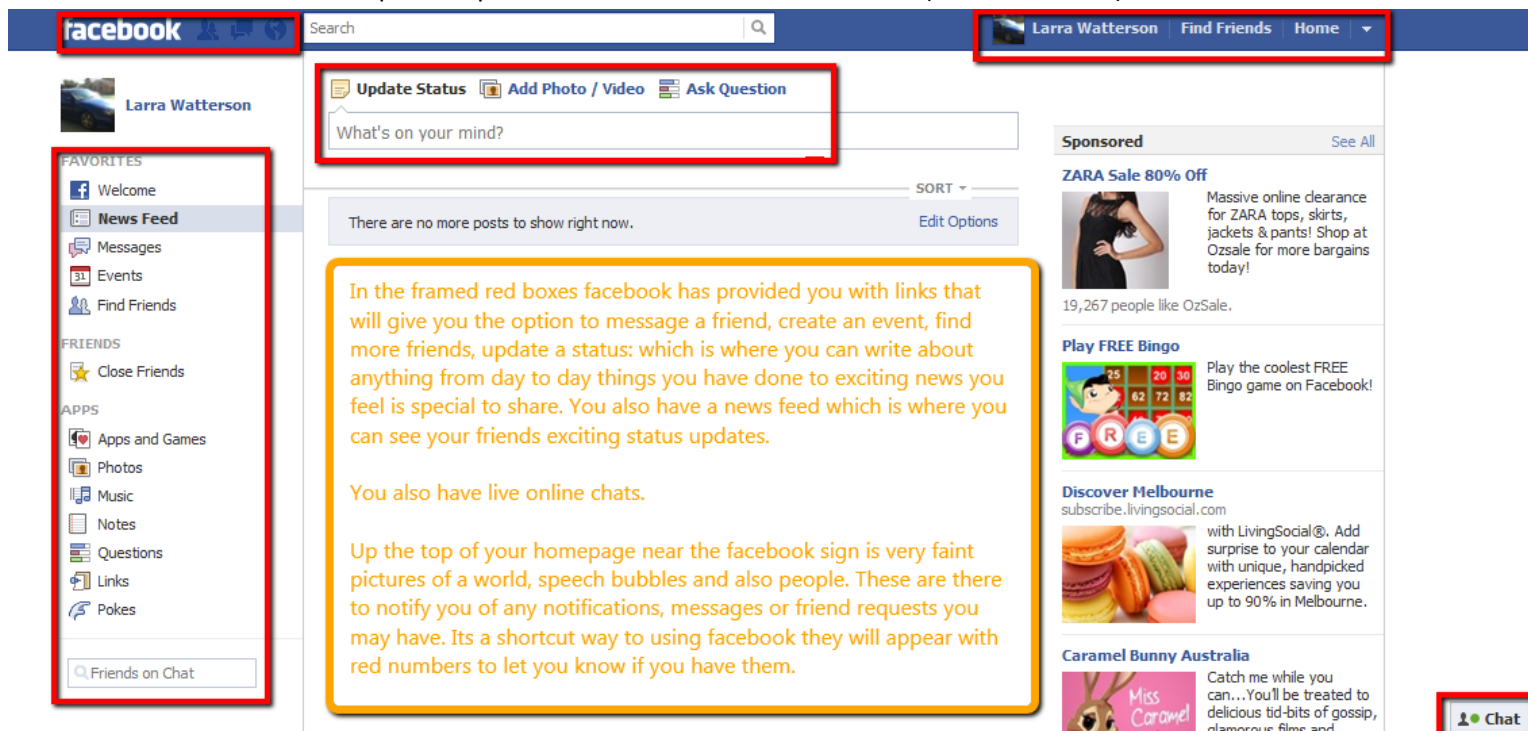 facebook
Search
Larra Watterson
Find Friends
Home
Larra Watterson
FAVORITES
Welcome
News Feed
Messages
31
Events
Find Friends
FRIENDS
Close Friends
APPS
Apps and Games
Photos
Music
Notes
Questions
Links
Pokes
Friends on Chat
Update Status
Add Photo / Video
Ask Question
What's on your mind?
SORT
There are no more posts to show right now.
Edit Options
In the framed red boxes facebook has provided you with links that
will give you the option to message a friend, create an event, find
more friends, update a status: which is where you can write about
anything from day to day things you have done to exciting news you
feel is special to share. You also have a news feed which is where you
can see your friends exciting status updates.
You also have live online chats.
Up the top of your homepage near the facebook sign is very faint
pictures of a world, speech bubbles and also people. These are there
to notify you of any notifications, messages or friend requests you
may have. Its a shortcut way to using facebook they will appear with
red numbers to let you know if you have them.
Sponsored
See All
ZARA Sale 80% Off
Massive online clearance
for ZARA tops, skirts,
jackets & pants! Shop at
Ozsale for more bargains
today!
19,267 people like OzSale.
Play FREE Bingo
25 20 30
62 72 82
FREE
Play the coolest FREE
Bingo game on Facebook!
Discover Melbourne
subscribe.livingsocial.com
with LivingSocial®. Add
surprise to your calendar
with unique, handpicked
experiences saving you
up to 90% in Melbourne.
Caramel Bunny Australia
Miss
Caramel
Catch me while you
can...You'll be treated to
delicious tid-bits of gossip,
glamorous films and
Chat